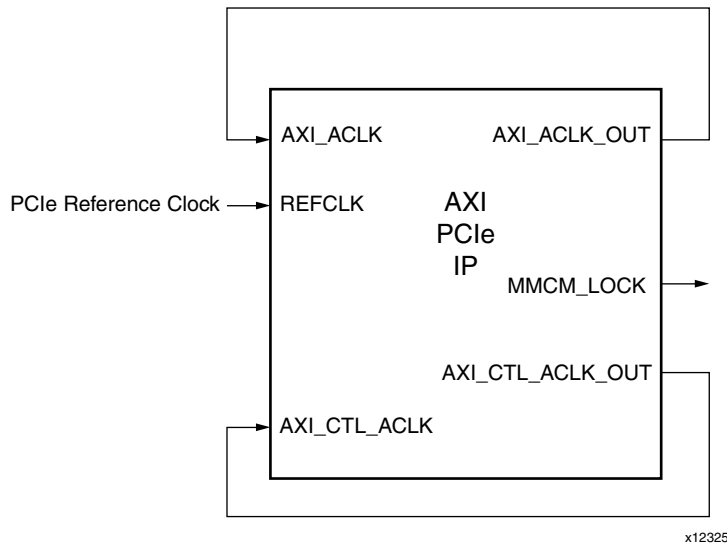 AXI_ACLK
AXI_ACLK_OUT
PCIe Reference Clock
REFCLK
AXI
PCIe
IP
MMCM_LOCK
AXI_CTL_ACLK_OUT
AXI_CTL_ACLK
x12325